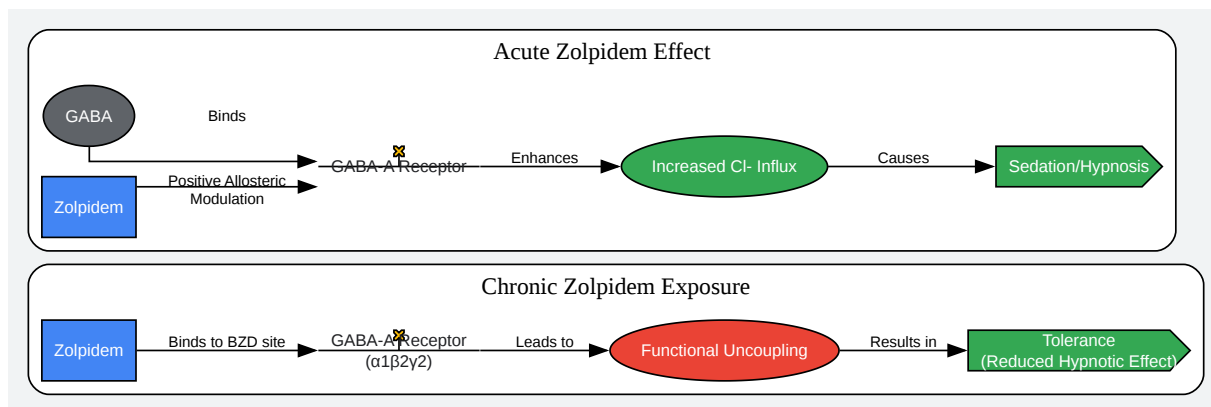 Acute Zolpidem Effect
GABA
Binds
GABA-A Receptor
Enhances
Increased Cl- Influx
Causes
Sedation/Hypnosis
Positive Allosteric
Modulation
Zolpidem
Chronic Zolpidem Exposure
Zolpidem
Binds to BZD site
GABA-A Receptor
(α1β2γ2)
Leads to
Functional Uncoupling
Results in
Tolerance
(Reduced Hypnotic Effect)